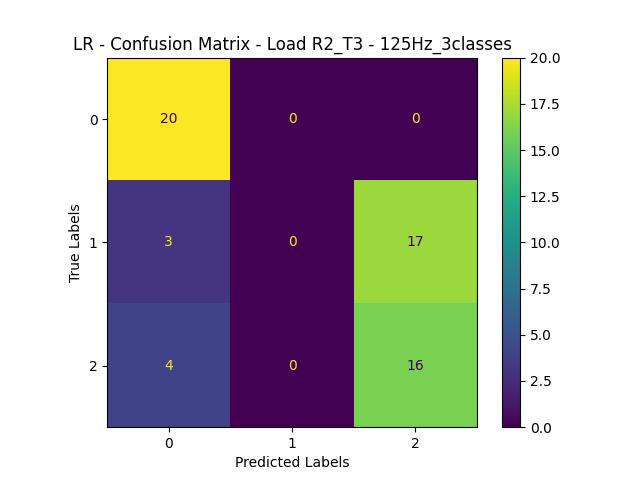 LR - Confusion Matrix - Load R2_T3 - 125Hz_3classes
True Labels
0
1
2
20 0 0
3 0 17
4 0 16
0 1 2
Predicted Labels
20.0
17.5
15.0
12.5
10.0
7.5
5.0
2.5
0.0